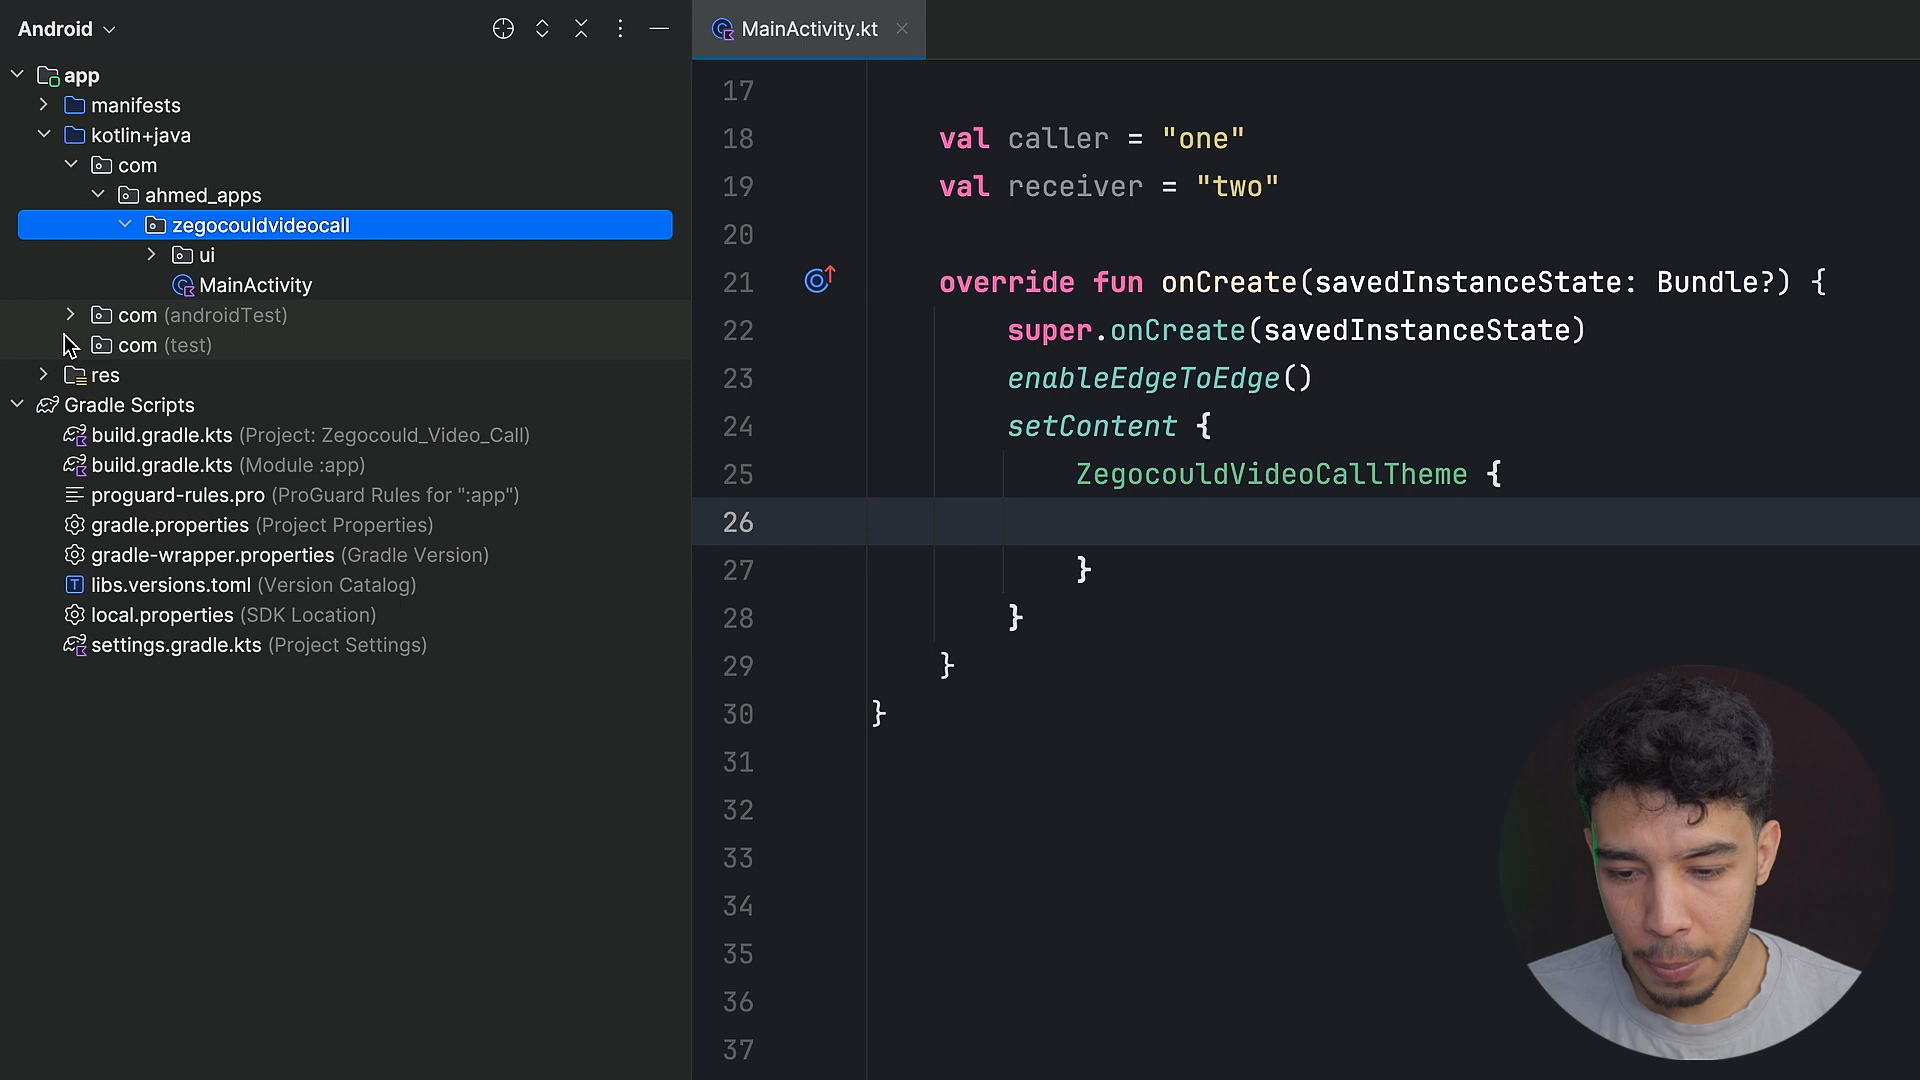 Android
MainActivity.kt
app
manifests
kotlin+java
com
ahmed_apps
zegocouldvideocall
ui
MainActivity
com (androidTest)
com (test)
res
Gradle Scripts
build.gradle.kts (Project: Zegocould_Video_Call)
build.gradle.kts (Module :app)
proguard-rules.pro (ProGuard Rules for ":app")
gradle.properties (Project Properties)
gradle-wrapper.properties (Gradle Version)
libs.versions.toml (Version Catalog)
local.properties (SDK Location)
settings.gradle.kts (Project Settings)
17
18 val caller = "one"
19 val receiver = "two"
20
21 override fun onCreate(savedInstanceState: Bundle?) {
22 super.onCreate(savedInstanceState)
23 enableEdgeToEdge()
24 setContent {
25 ZegocouldVideoCallTheme {
26
27 }
28 }
29 }
30 }
31
32
33
34
35
36
37